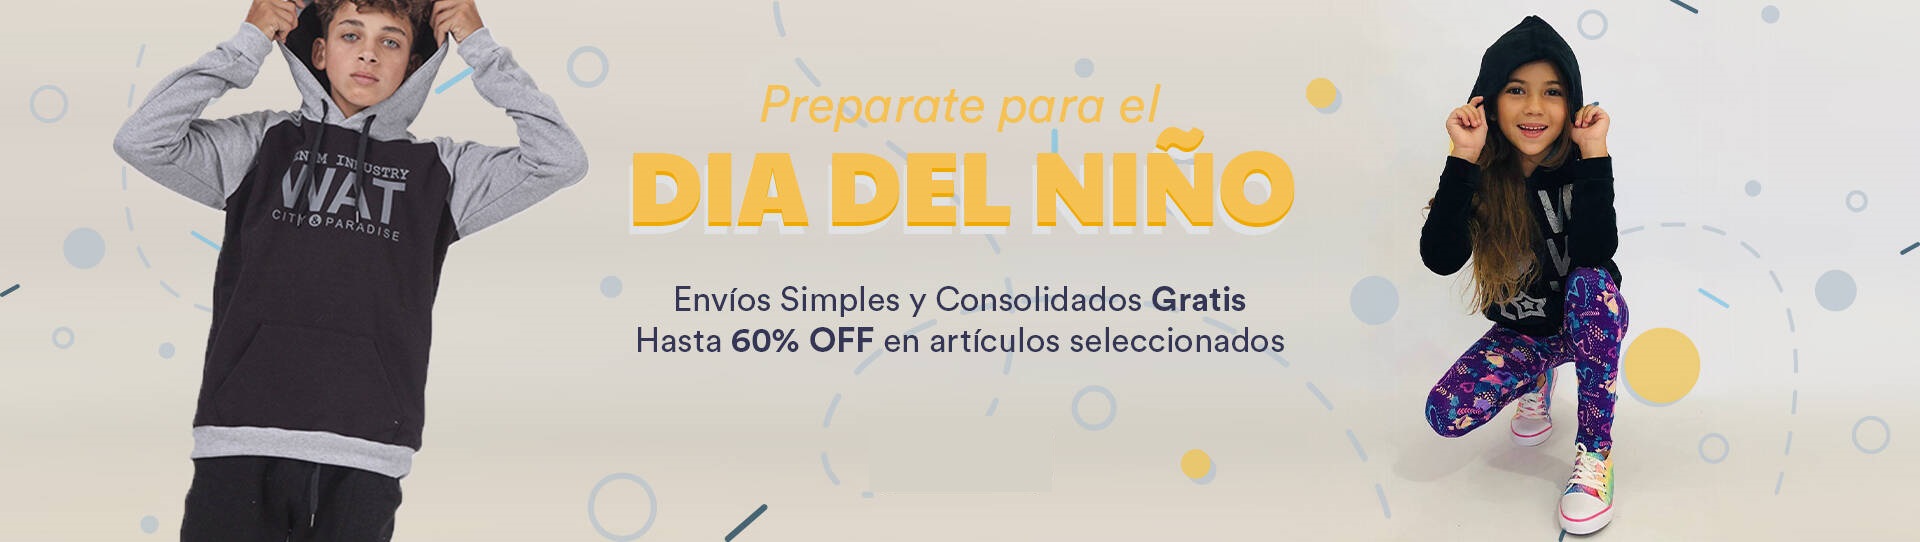 INDUSTRY
WAT
CITY & PARADISE
Preparate para el
DIA DEL NIÑO
Envíos Simples y Consolidados Gratis
Hasta 60% OFF en artículos seleccionados